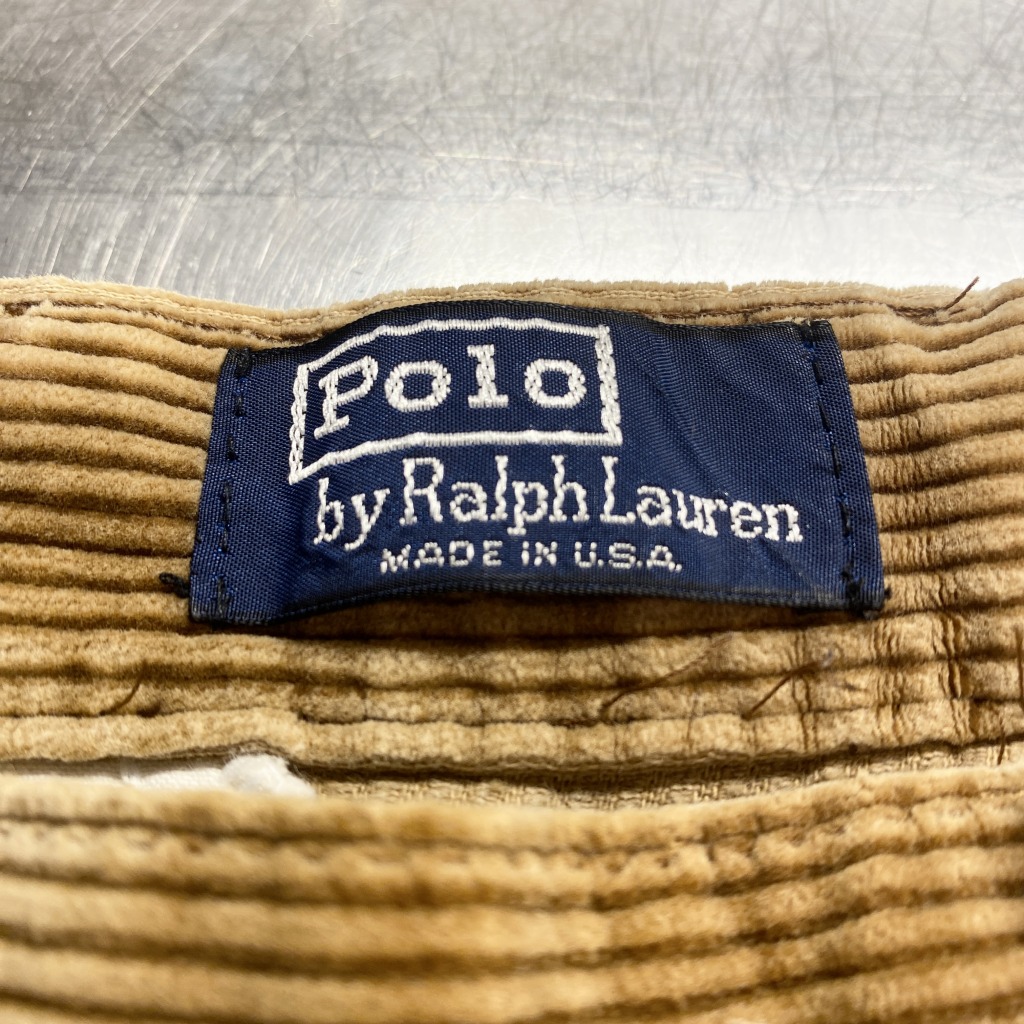 Polo
by Ralph Lauren
MADE IN U.S.A.